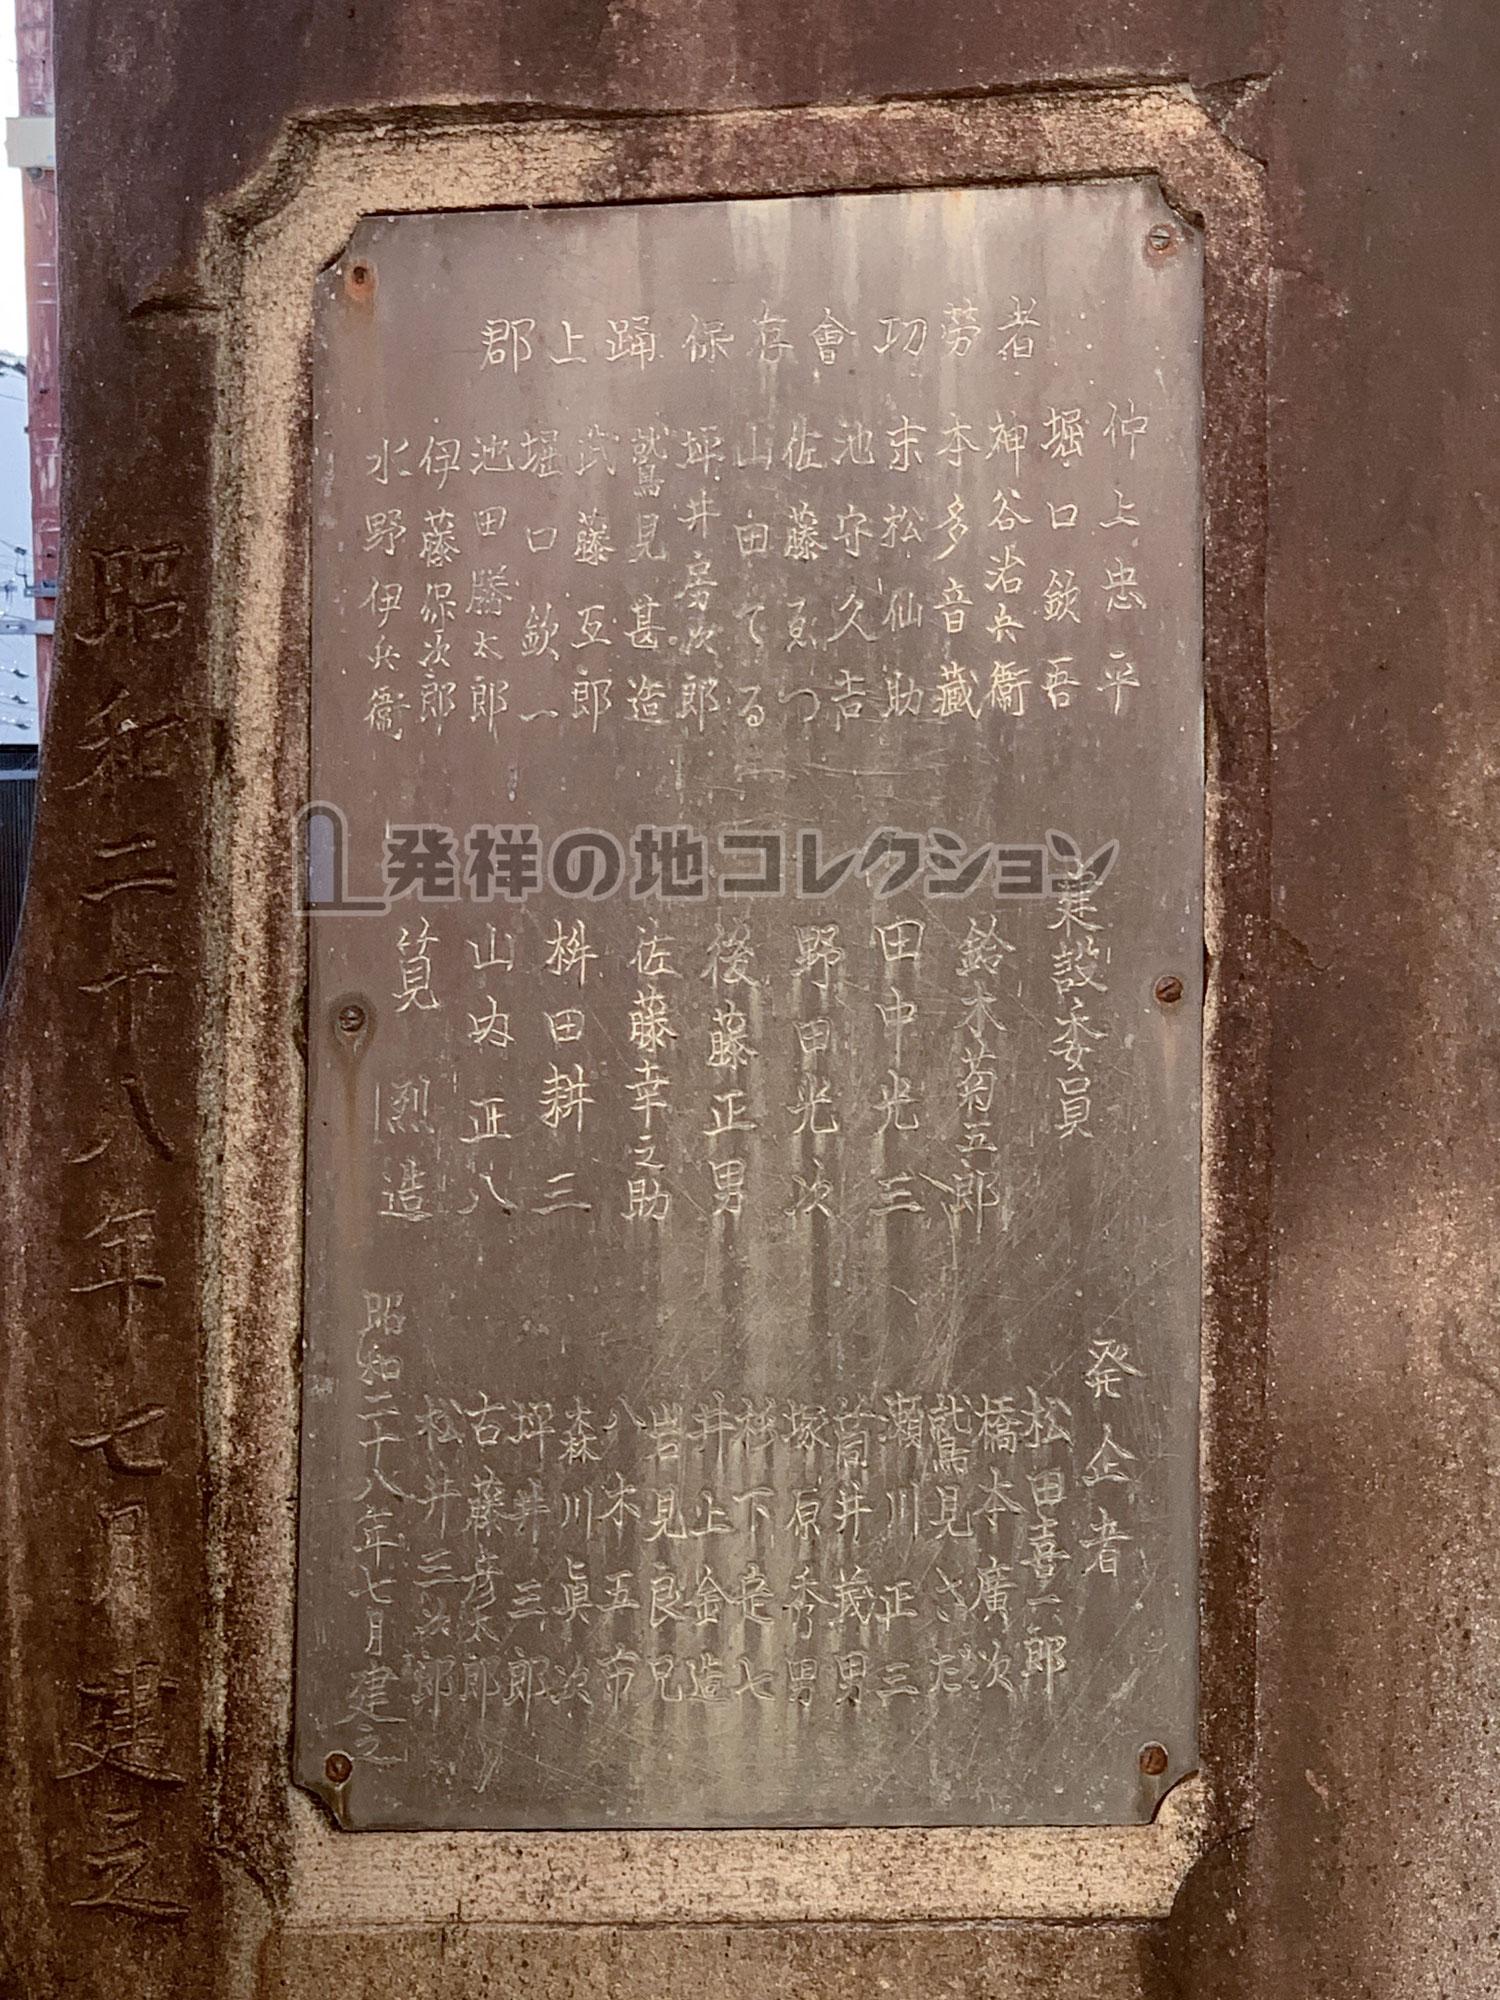 郡上踊保存會功労者
仲上忠平
堀口欽吾
神谷治兵衞
本多音藏
末松仙助
池守久吉
佐藤ゑつ
山田てる
坪井房次郎
鷲見甚造
武藤互郎
堀口欽一
池田勝太郎
伊藤保次郎
水野伊兵衞
発祥の地コレクション
建設委員
鈴木菊五郎
田中光三
野田光次
後藤正男
佐藤幸之助
桝田耕三
山内正八
筧烈造
発企者
松田喜一郎
橋本廣次
鷲見さだ
瀬川正三
筒井茂男
塚原秀男
杉下定七
井上金造
岩見良兄
八木五市
森川眞次
坪井三郎
古藤彦太郎
松井三次郎
昭和二十八年七月建之
昭和二十八年七月建之